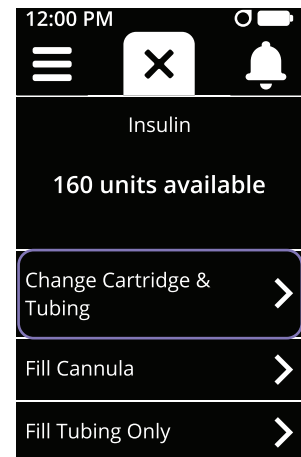 12:00 PM
Insulin
160 units available
Change Cartridge &
Tubing
Fill Cannula
Fill Tubing Only